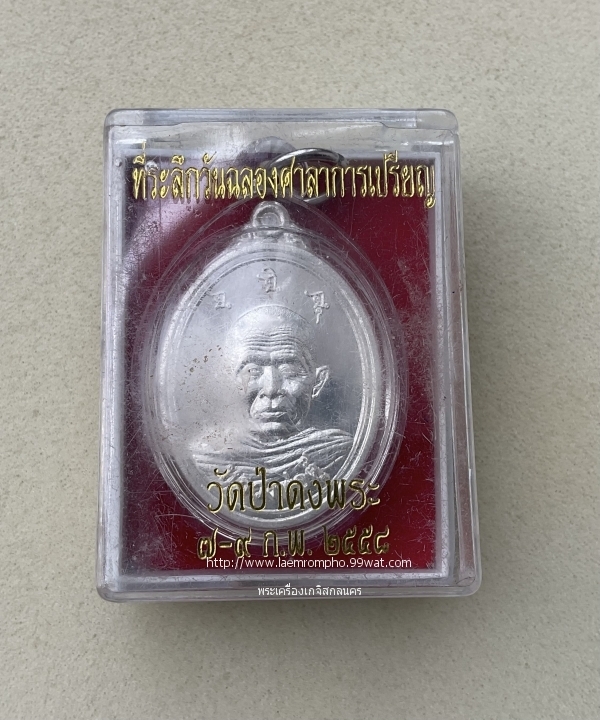 ที่ระลึกวันฉลองศาลาการเปรียญ
วัดป่าดงพระ
๗-๙ ก.พ. ๒๕๕๔
http://www.laemrompho.99wat.com
พระเครื่องเกจิสกลนคร